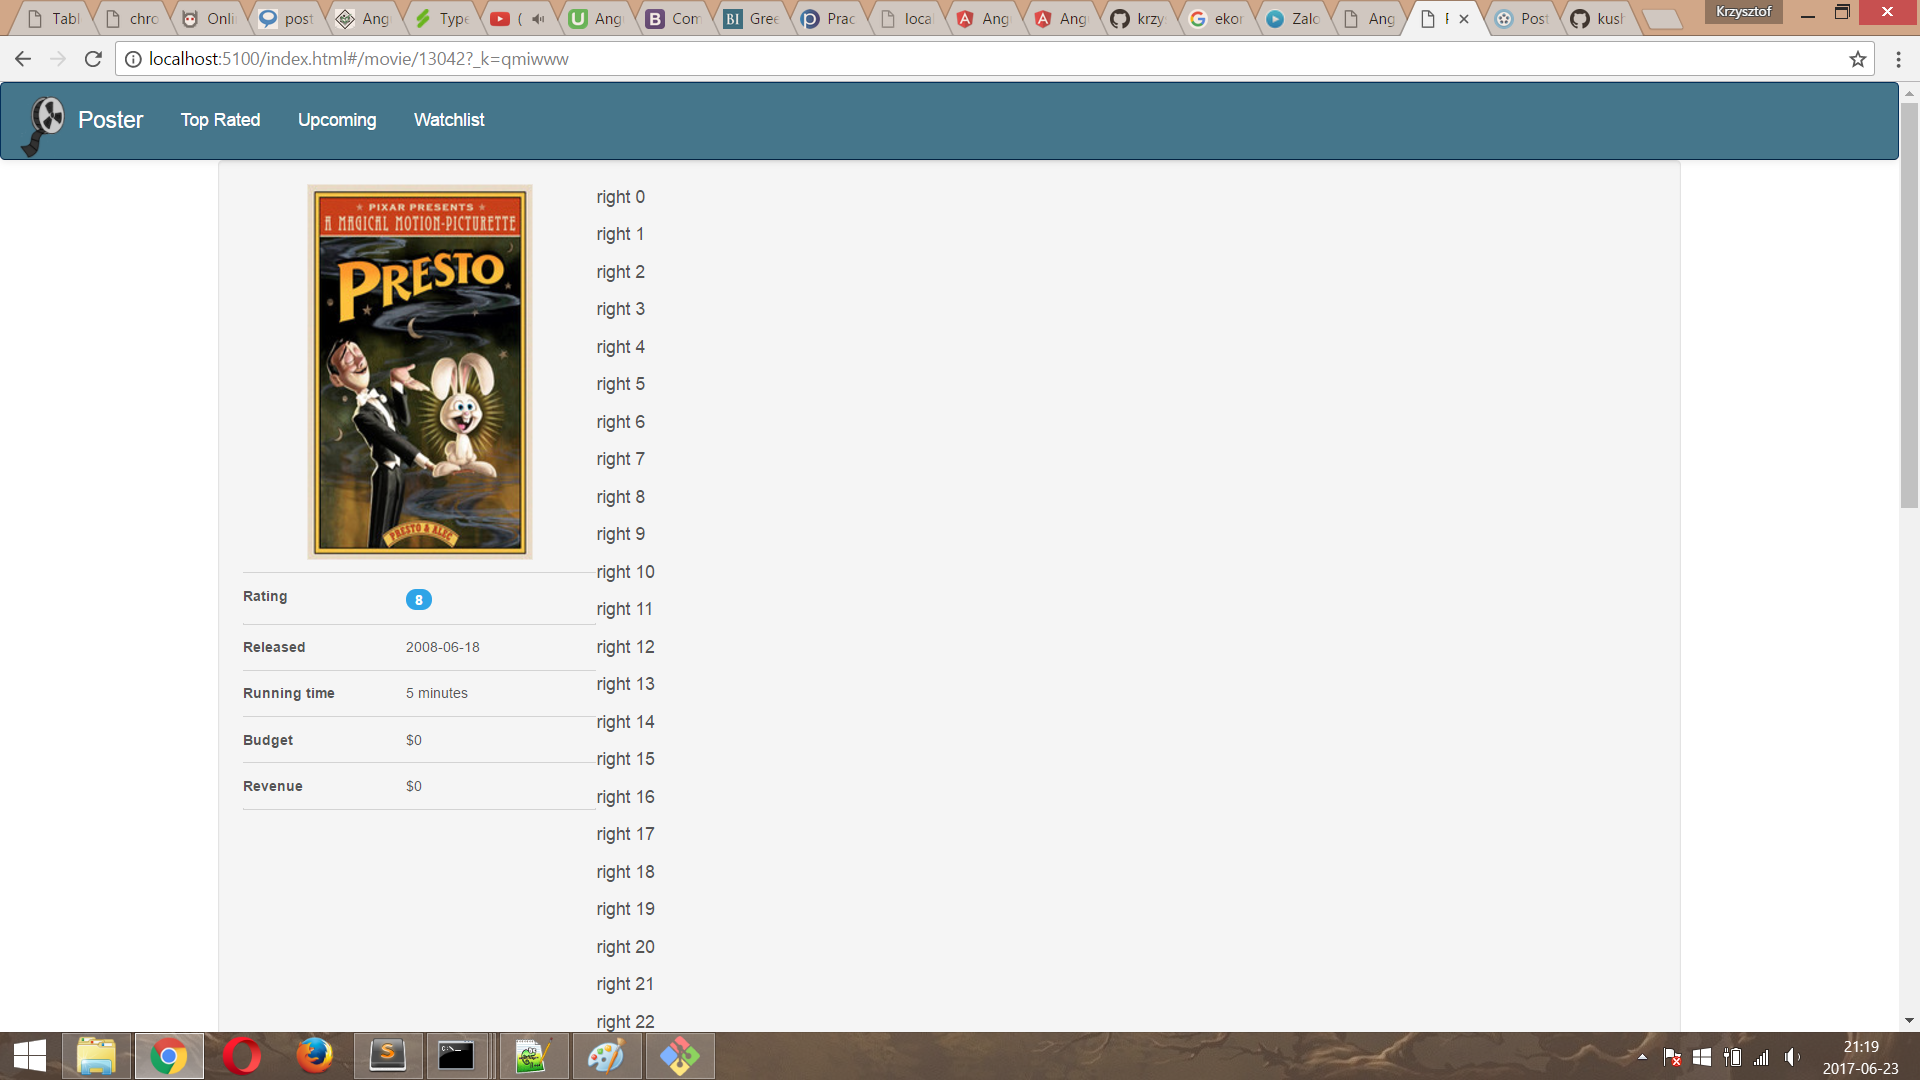 Tabl
chro
Onli
post
Ang
Type
(
Ang
Com
BI Gree
Prac
local
Ang
Ang
krzy
ekor
Zalo
Ang
Post
kush
Krzysztof
localhost:5100/index.html#/movie/13042?_k=qmiwww
Poster Top Rated Upcoming Watchlist
PIXAR PRESENTS
A MAGICAL MOTION-PICTURETTE
PRESTO
PRESTO & ALEC
Rating 8
Released 2008-06-18
Running time 5 minutes
Budget $0
Revenue $0
right 0
right 1
right 2
right 3
right 4
right 5
right 6
right 7
right 8
right 9
right 10
right 11
right 12
right 13
right 14
right 15
right 16
right 17
right 18
right 19
right 20
right 21
right 22
21:19
2017-06-23